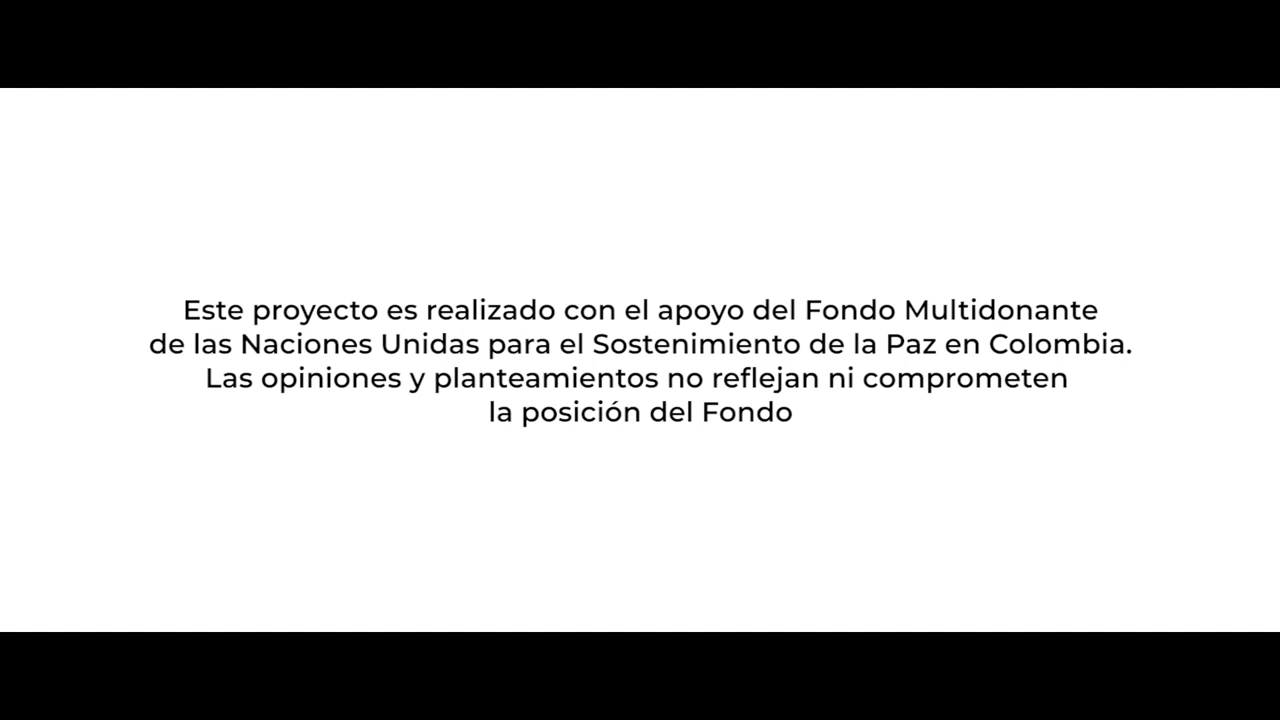 Este proyecto es realizado con el apoyo del Fondo Multidonante
de las Naciones Unidas para el Sostenimiento de la Paz en Colombia.
Las opiniones y planteamientos no reflejan ni comprometen
la posición del Fondo